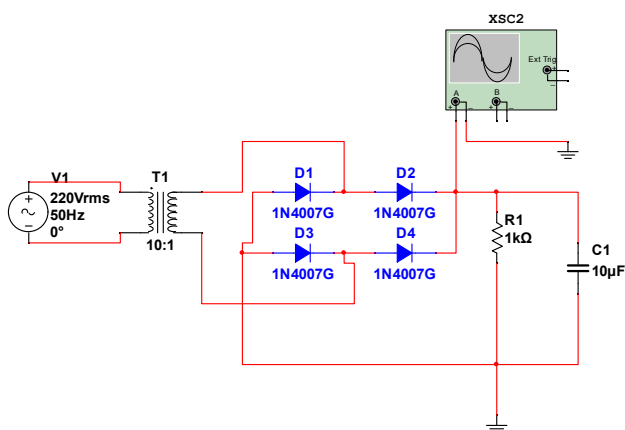 XSC2
Ext Trig
+
_
A
B
+
_
+
_
V1
220Vrms
50Hz
0°
T1
10:1
D1
1N4007G
D2
1N4007G
D3
1N4007G
D4
1N4007G
R1
1kΩ
C1
10µF